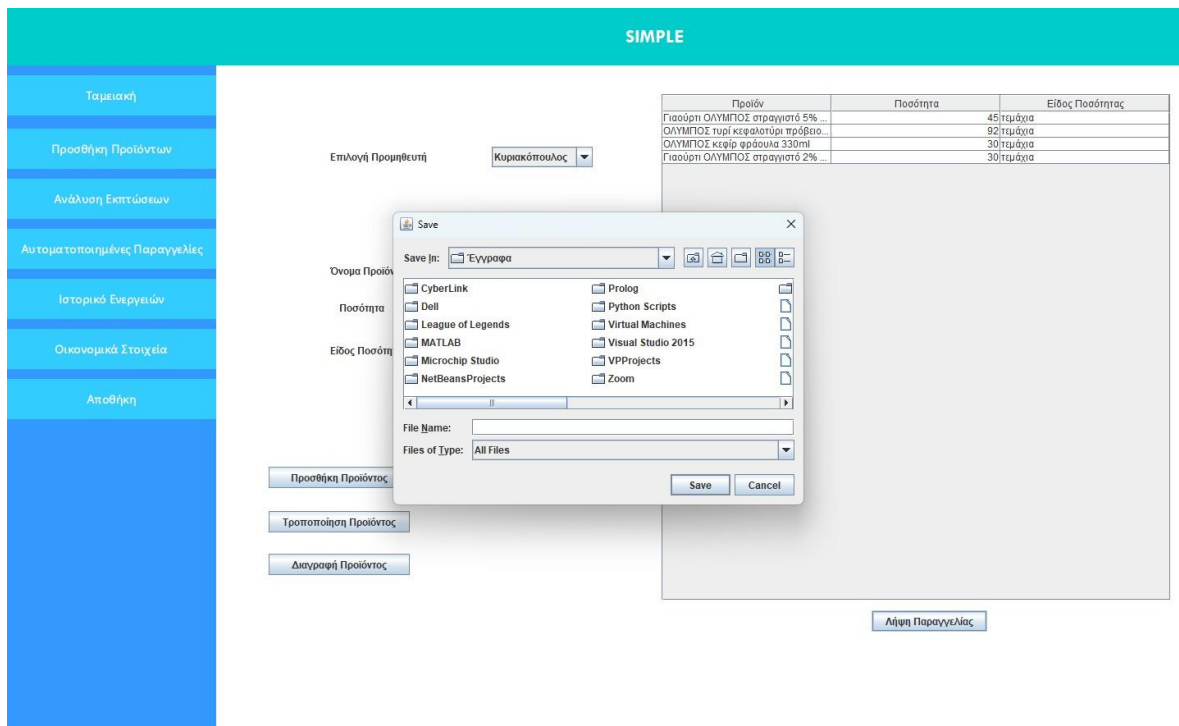 SIMPLE
Ταμειακή
Προσθήκη Προϊόντων
Ανάλυση Εκπτώσεων
Αυτοματοποιημένες Παραγγελίες
Ιστορικό Ενεργειών
Οικονομικά Στοιχεία
Αποθήκη
Επιλογή Προμηθευτή Κυριακόπουλος
Όνομα Προϊόν
Ποσότητα
Είδος Ποσότη
Προσθήκη Προϊόντος
Τροποποίηση Προϊόντος
Διαγραφή Προϊόντος
Save
Save In: Έγγραφα
CyberLink Prolog
Dell Python Scripts
League of Legends Virtual Machines
MATLAB Visual Studio 2015
Microchip Studio VPProjects
NetBeansProjects Zoom
File Name:
Files of Type: All Files
Save Cancel
Προϊόν Ποσότητα Είδος Ποσότητας
Γιαούρτι ΟΛΥΜΠΟΣ στραγγιστό 5% ... 45 τεμάχια
ΟΛΥΜΠΟΣ τυρί κεφαλοτύρι πρόβειο... 92 τεμάχια
ΟΛΥΜΠΟΣ κεφίρ φράουλα 330ml 30 τεμάχια
Γιαούρτι ΟΛΥΜΠΟΣ στραγγιστό 2% ... 30 τεμάχια
Λήψη Παραγγελίας